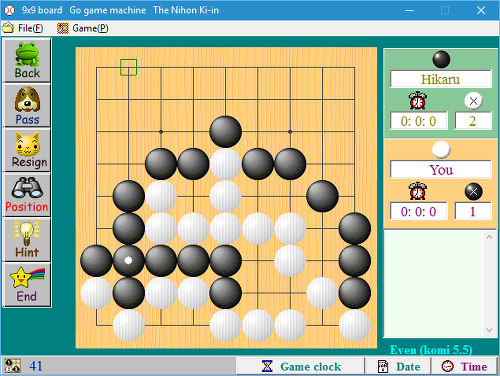 9x9 board Go game machine The Nihon Ki-in
File(F) Game(P)
Back
Pass
Resign
Position
Hint
End
Hikaru
0: 0: 0 2
You
0: 0: 0 1
Even (komi 5.5)
41 Game clock Date Time